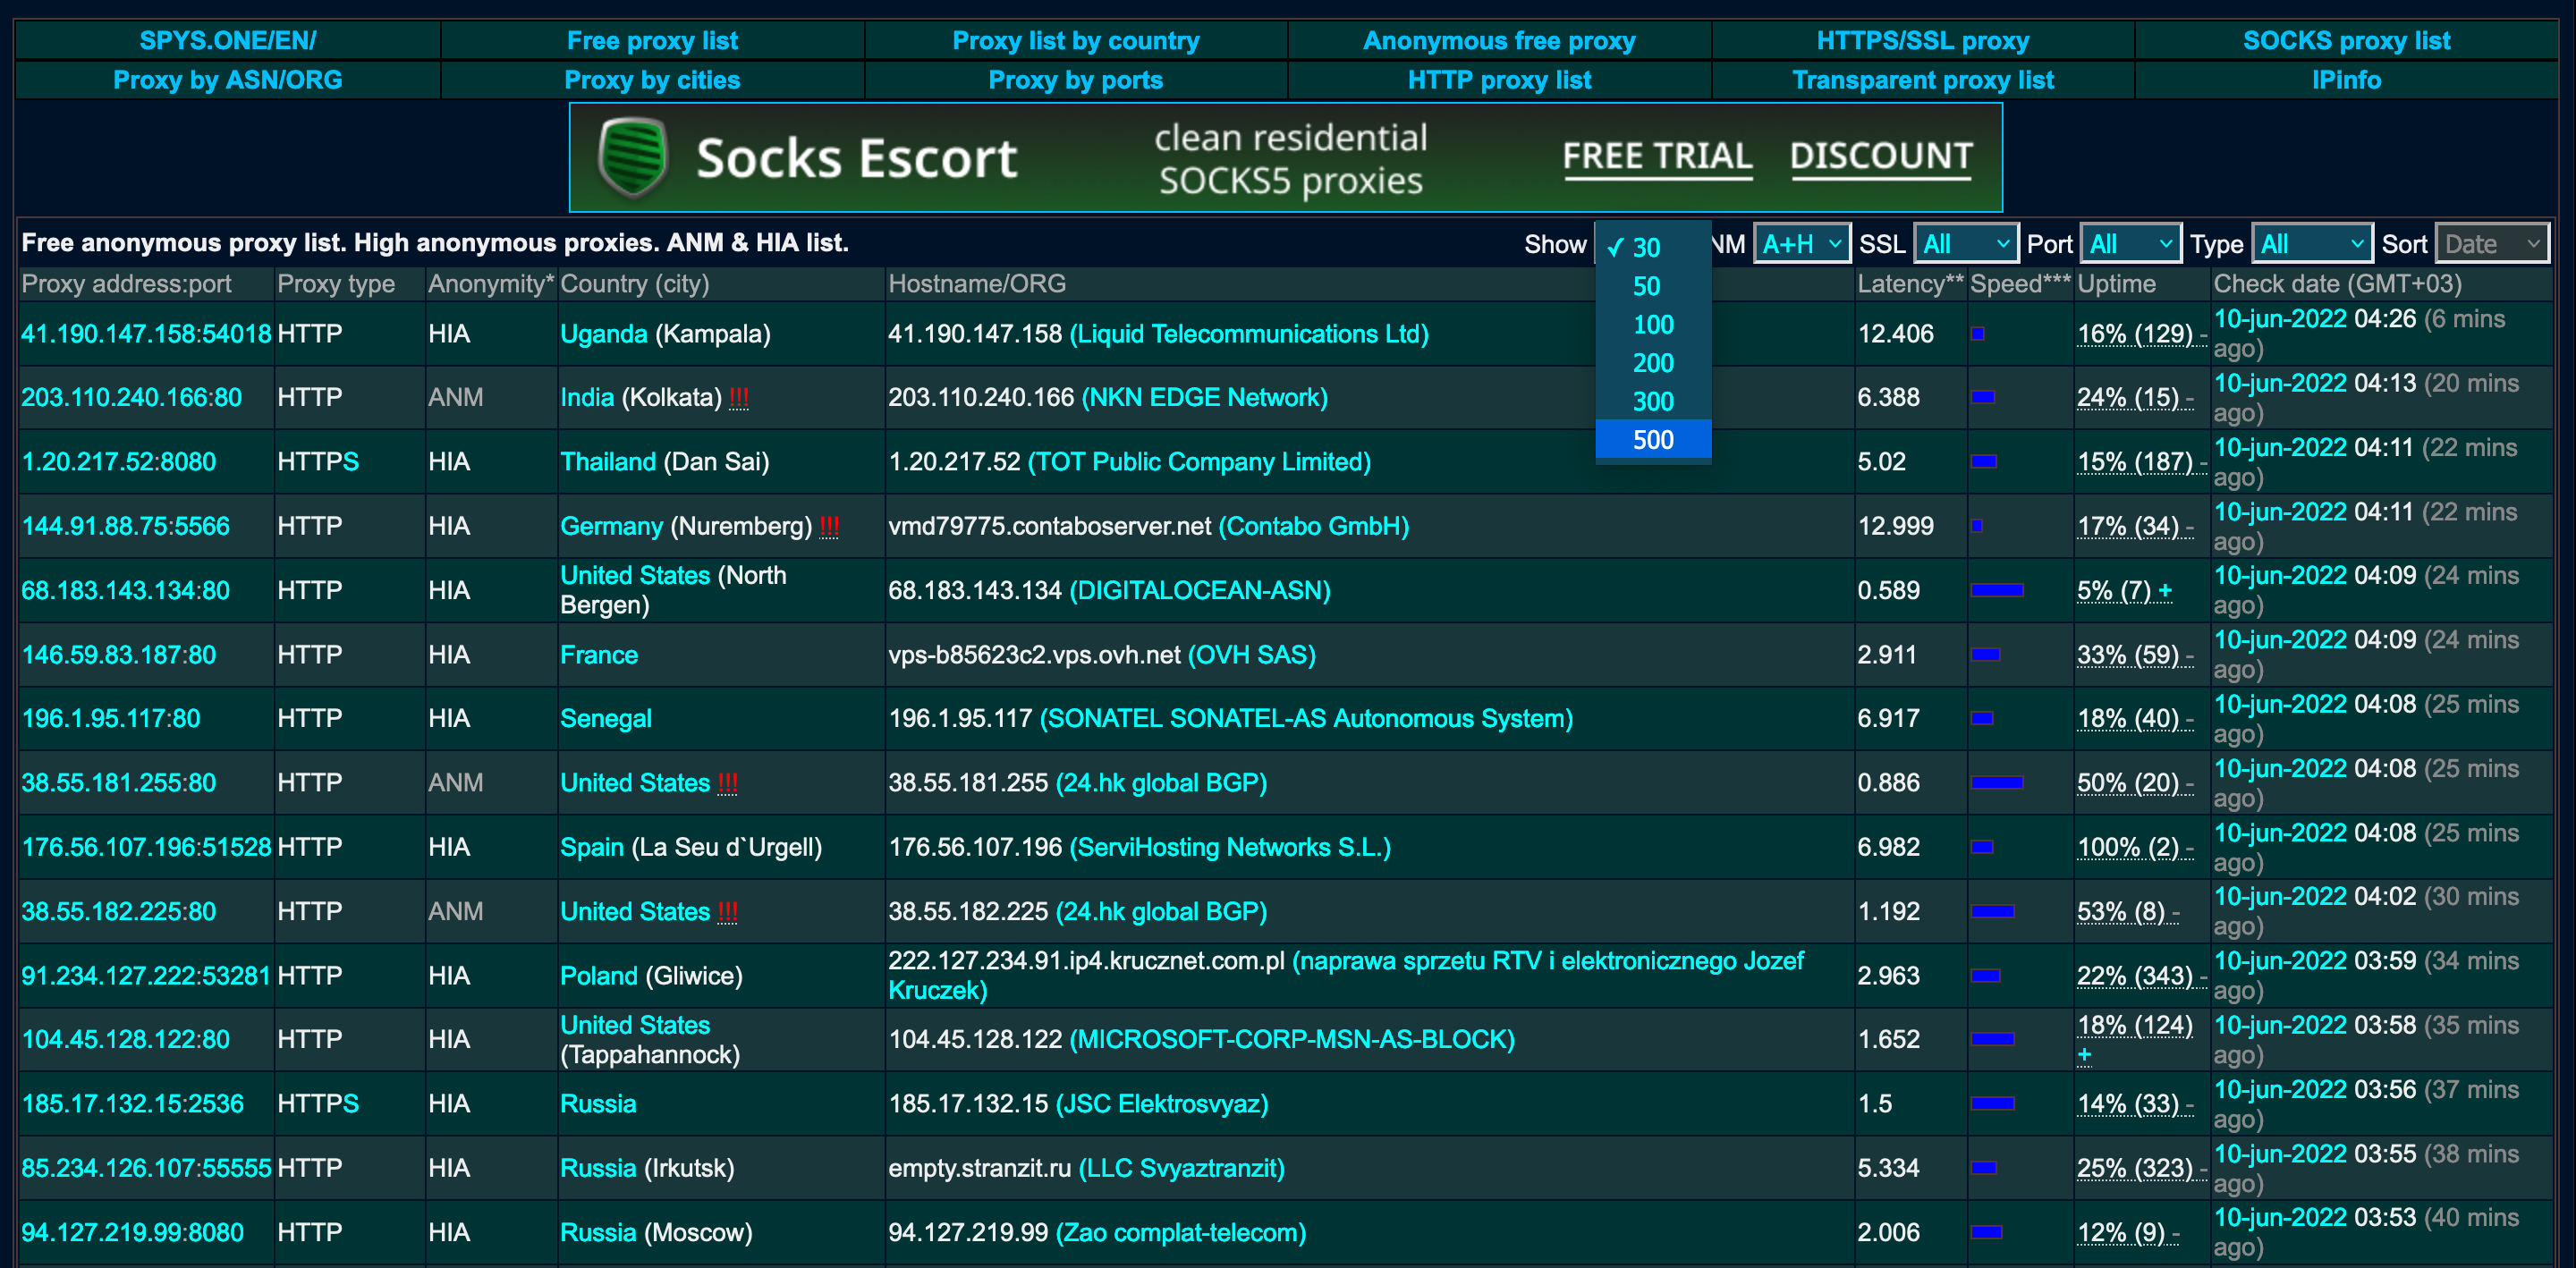 SPYS.ONE/EN/ Free proxy list Proxy list by country Anonymous free proxy HTTPS/SSL proxy SOCKS proxy list
Proxy by ASN/ORG Proxy by cities Proxy by ports HTTP proxy list Transparent proxy list IPinfo
Socks Escort clean residential SOCKS5 proxies FREE TRIAL DISCOUNT
Free anonymous proxy list. High anonymous proxies. ANM & HIA list. Show ✓ 30 NM A+H SSL All Port All Type All Sort Date
50
100
200
300
500
Proxy address:port Proxy type Anonymity* Country (city) Hostname/ORG Latency** Speed*** Uptime Check date (GMT+03)
41.190.147.158:54018 HTTP HIA Uganda (Kampala) 41.190.147.158 (Liquid Telecommunications Ltd) 12.406 16% (129) - 10-jun-2022 04:26 (6 mins ago)
203.110.240.166:80 HTTP ANM India (Kolkata) !!! 203.110.240.166 (NKN EDGE Network) 6.388 24% (15) - 10-jun-2022 04:13 (20 mins ago)
1.20.217.52:8080 HTTPS HIA Thailand (Dan Sai) 1.20.217.52 (TOT Public Company Limited) 5.02 15% (187) - 10-jun-2022 04:11 (22 mins ago)
144.91.88.75:5566 HTTP HIA Germany (Nuremberg) !!! vmd79775.contaboserver.net (Contabo GmbH) 12.999 17% (34) - 10-jun-2022 04:11 (22 mins ago)
68.183.143.134:80 HTTP HIA United States (North Bergen) 68.183.143.134 (DIGITALOCEAN-ASN) 0.589 5% (7) + 10-jun-2022 04:09 (24 mins ago)
146.59.83.187:80 HTTP HIA France vps-b85623c2.vps.ovh.net (OVH SAS) 2.911 33% (59) - 10-jun-2022 04:09 (24 mins ago)
196.1.95.117:80 HTTP HIA Senegal 196.1.95.117 (SONATEL SONATEL-AS Autonomous System) 6.917 18% (40) - 10-jun-2022 04:08 (25 mins ago)
38.55.181.255:80 HTTP ANM United States !!! 38.55.181.255 (24.hk global BGP) 0.886 50% (20) - 10-jun-2022 04:08 (25 mins ago)
176.56.107.196:51528 HTTP HIA Spain (La Seu d`Urgell) 176.56.107.196 (ServiHosting Networks S.L.) 6.982 100% (2) - 10-jun-2022 04:08 (25 mins ago)
38.55.182.225:80 HTTP ANM United States !!! 38.55.182.225 (24.hk global BGP) 1.192 53% (8) - 10-jun-2022 04:02 (30 mins ago)
91.234.127.222:53281 HTTP HIA Poland (Gliwice) 222.127.234.91.ip4.krucznet.com.pl (naprawa sprzetu RTV i elektronicznego Jozef Kruczek) 2.963 22% (343) - 10-jun-2022 03:59 (34 mins ago)
104.45.128.122:80 HTTP HIA United States (Tappahannock) 104.45.128.122 (MICROSOFT-CORP-MSN-AS-BLOCK) 1.652 18% (124) + 10-jun-2022 03:58 (35 mins ago)
185.17.132.15:2536 HTTPS HIA Russia 185.17.132.15 (JSC Elektrosvyaz) 1.5 14% (33) - 10-jun-2022 03:56 (37 mins ago)
85.234.126.107:55555 HTTP HIA Russia (Irkutsk) empty.stranzit.ru (LLC Svyaztranzit) 5.334 25% (323) - 10-jun-2022 03:55 (38 mins ago)
94.127.219.99:8080 HTTP HIA Russia (Moscow) 94.127.219.99 (Zao complat-telecom) 2.006 12% (9) - 10-jun-2022 03:53 (40 mins ago)